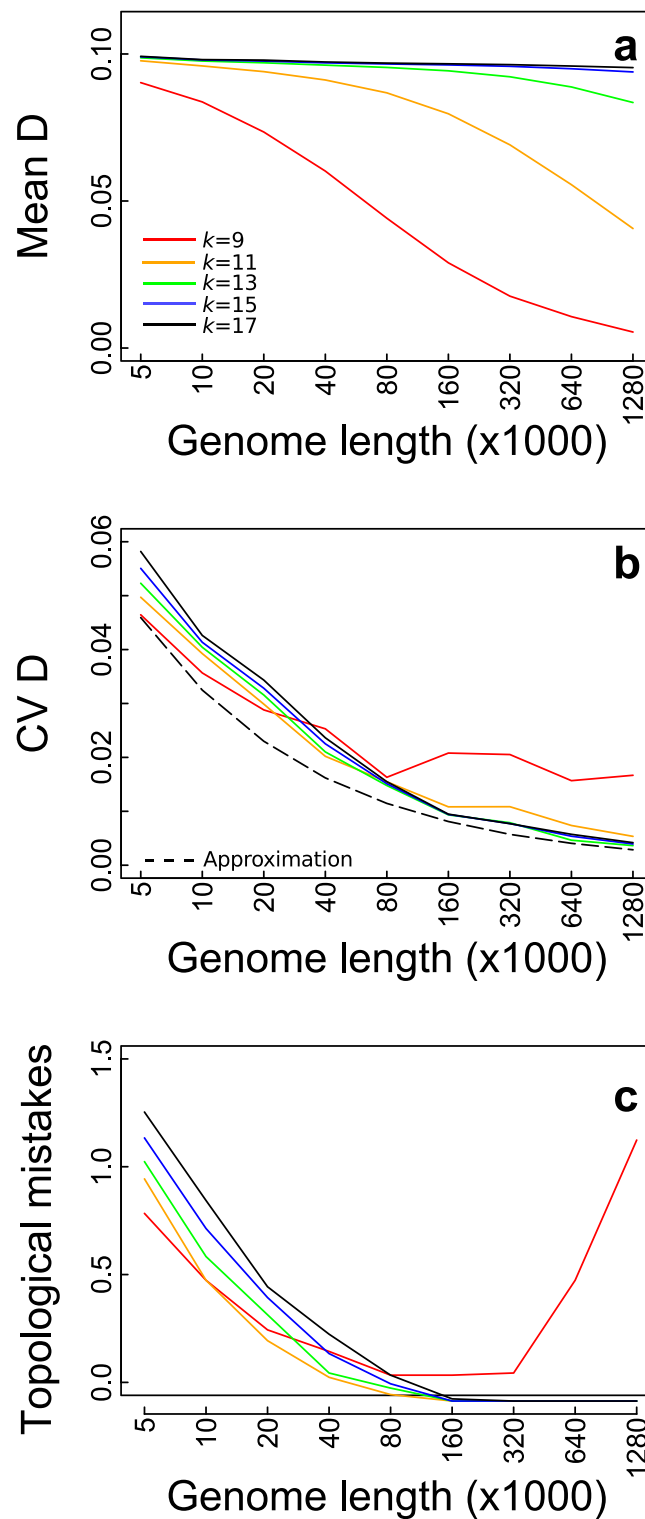 a
Mean D
0.10
0.05
0.00
k=9
k=11
k=13
k=15
k=17
5 10 20 40 80 160 320 640 1280
Genome length (x1000)
b
CV D
0.06
0.04
0.02
0.00
Approximation
5 10 20 40 80 160 320 640 1280
Genome length (x1000)
c
Topological mistakes
1.5
1.0
0.5
0.0
5 10 20 40 80 160 320 640 1280
Genome length (x1000)